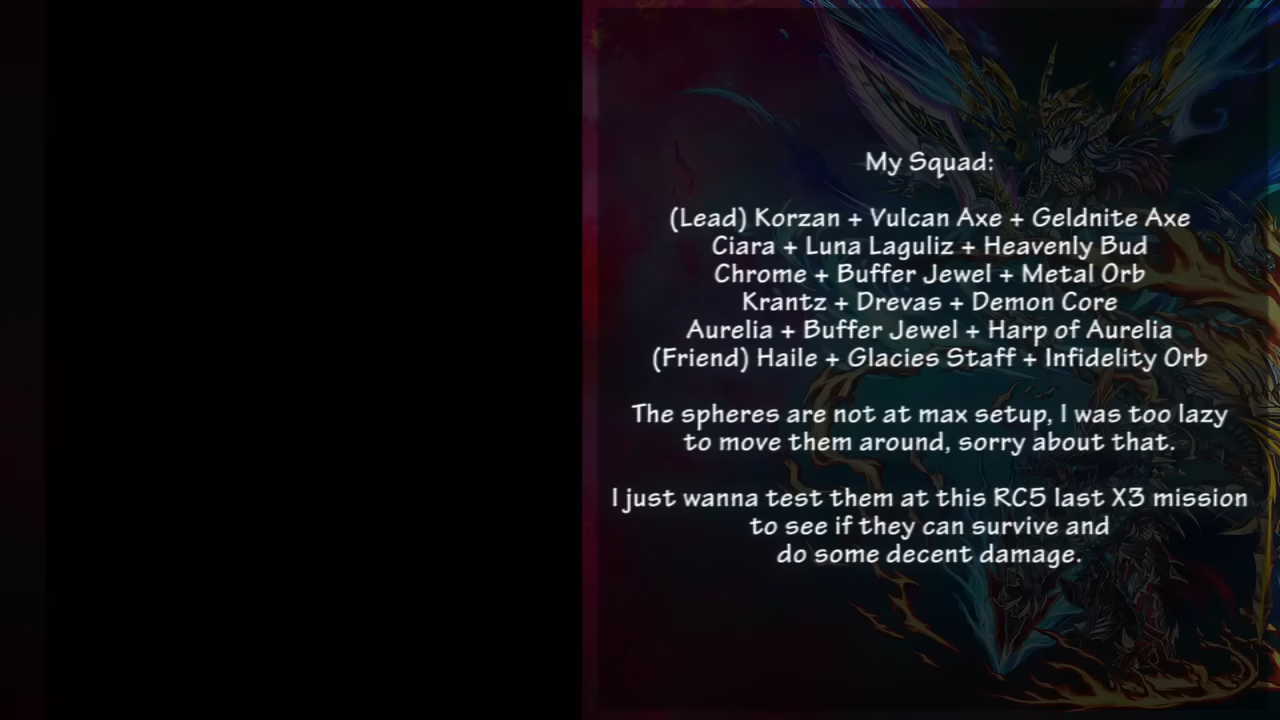 My Squad:
(Lead) Korzan + Vulcan Axe + Geldnite Axe
Ciara + Luna Laguliz + Heavenly Bud
Chrome + Buffer Jewel + Metal Orb
Krantz + Drevas + Demon Core
Aurelia + Buffer Jewel + Harp of Aurelia
(Friend) Haile + Glacies Staff + Infidelity Orb
The spheres are not at max setup, I was too lazy
to move them around, sorry about that.
I just wanna test them at this RC5 last X3 mission
to see if they can survive and
do some decent damage.